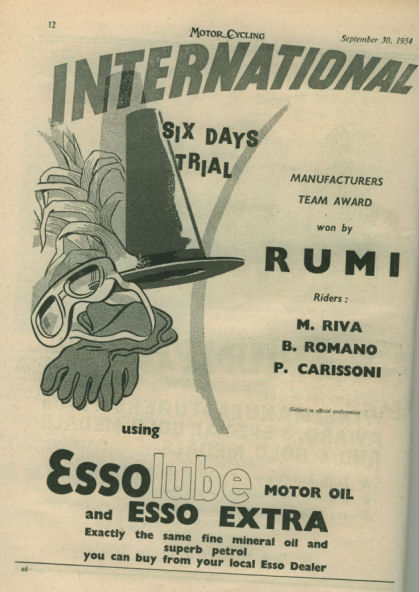 12
MOTOR CYCLING
September 30, 1954
INTERNATIONAL
SIX DAYS
TRIAL
MANUFACTURERS
TEAM AWARD
won by
RUMI
Riders :
M. RIVA
B. ROMANO
P. CARISSONI
(Subject to official confirmation
using
Essolube MOTOR OIL
and ESSO EXTRA
Exactly the same fine mineral oil and
superb petrol
you can buy from your local Esso Dealer